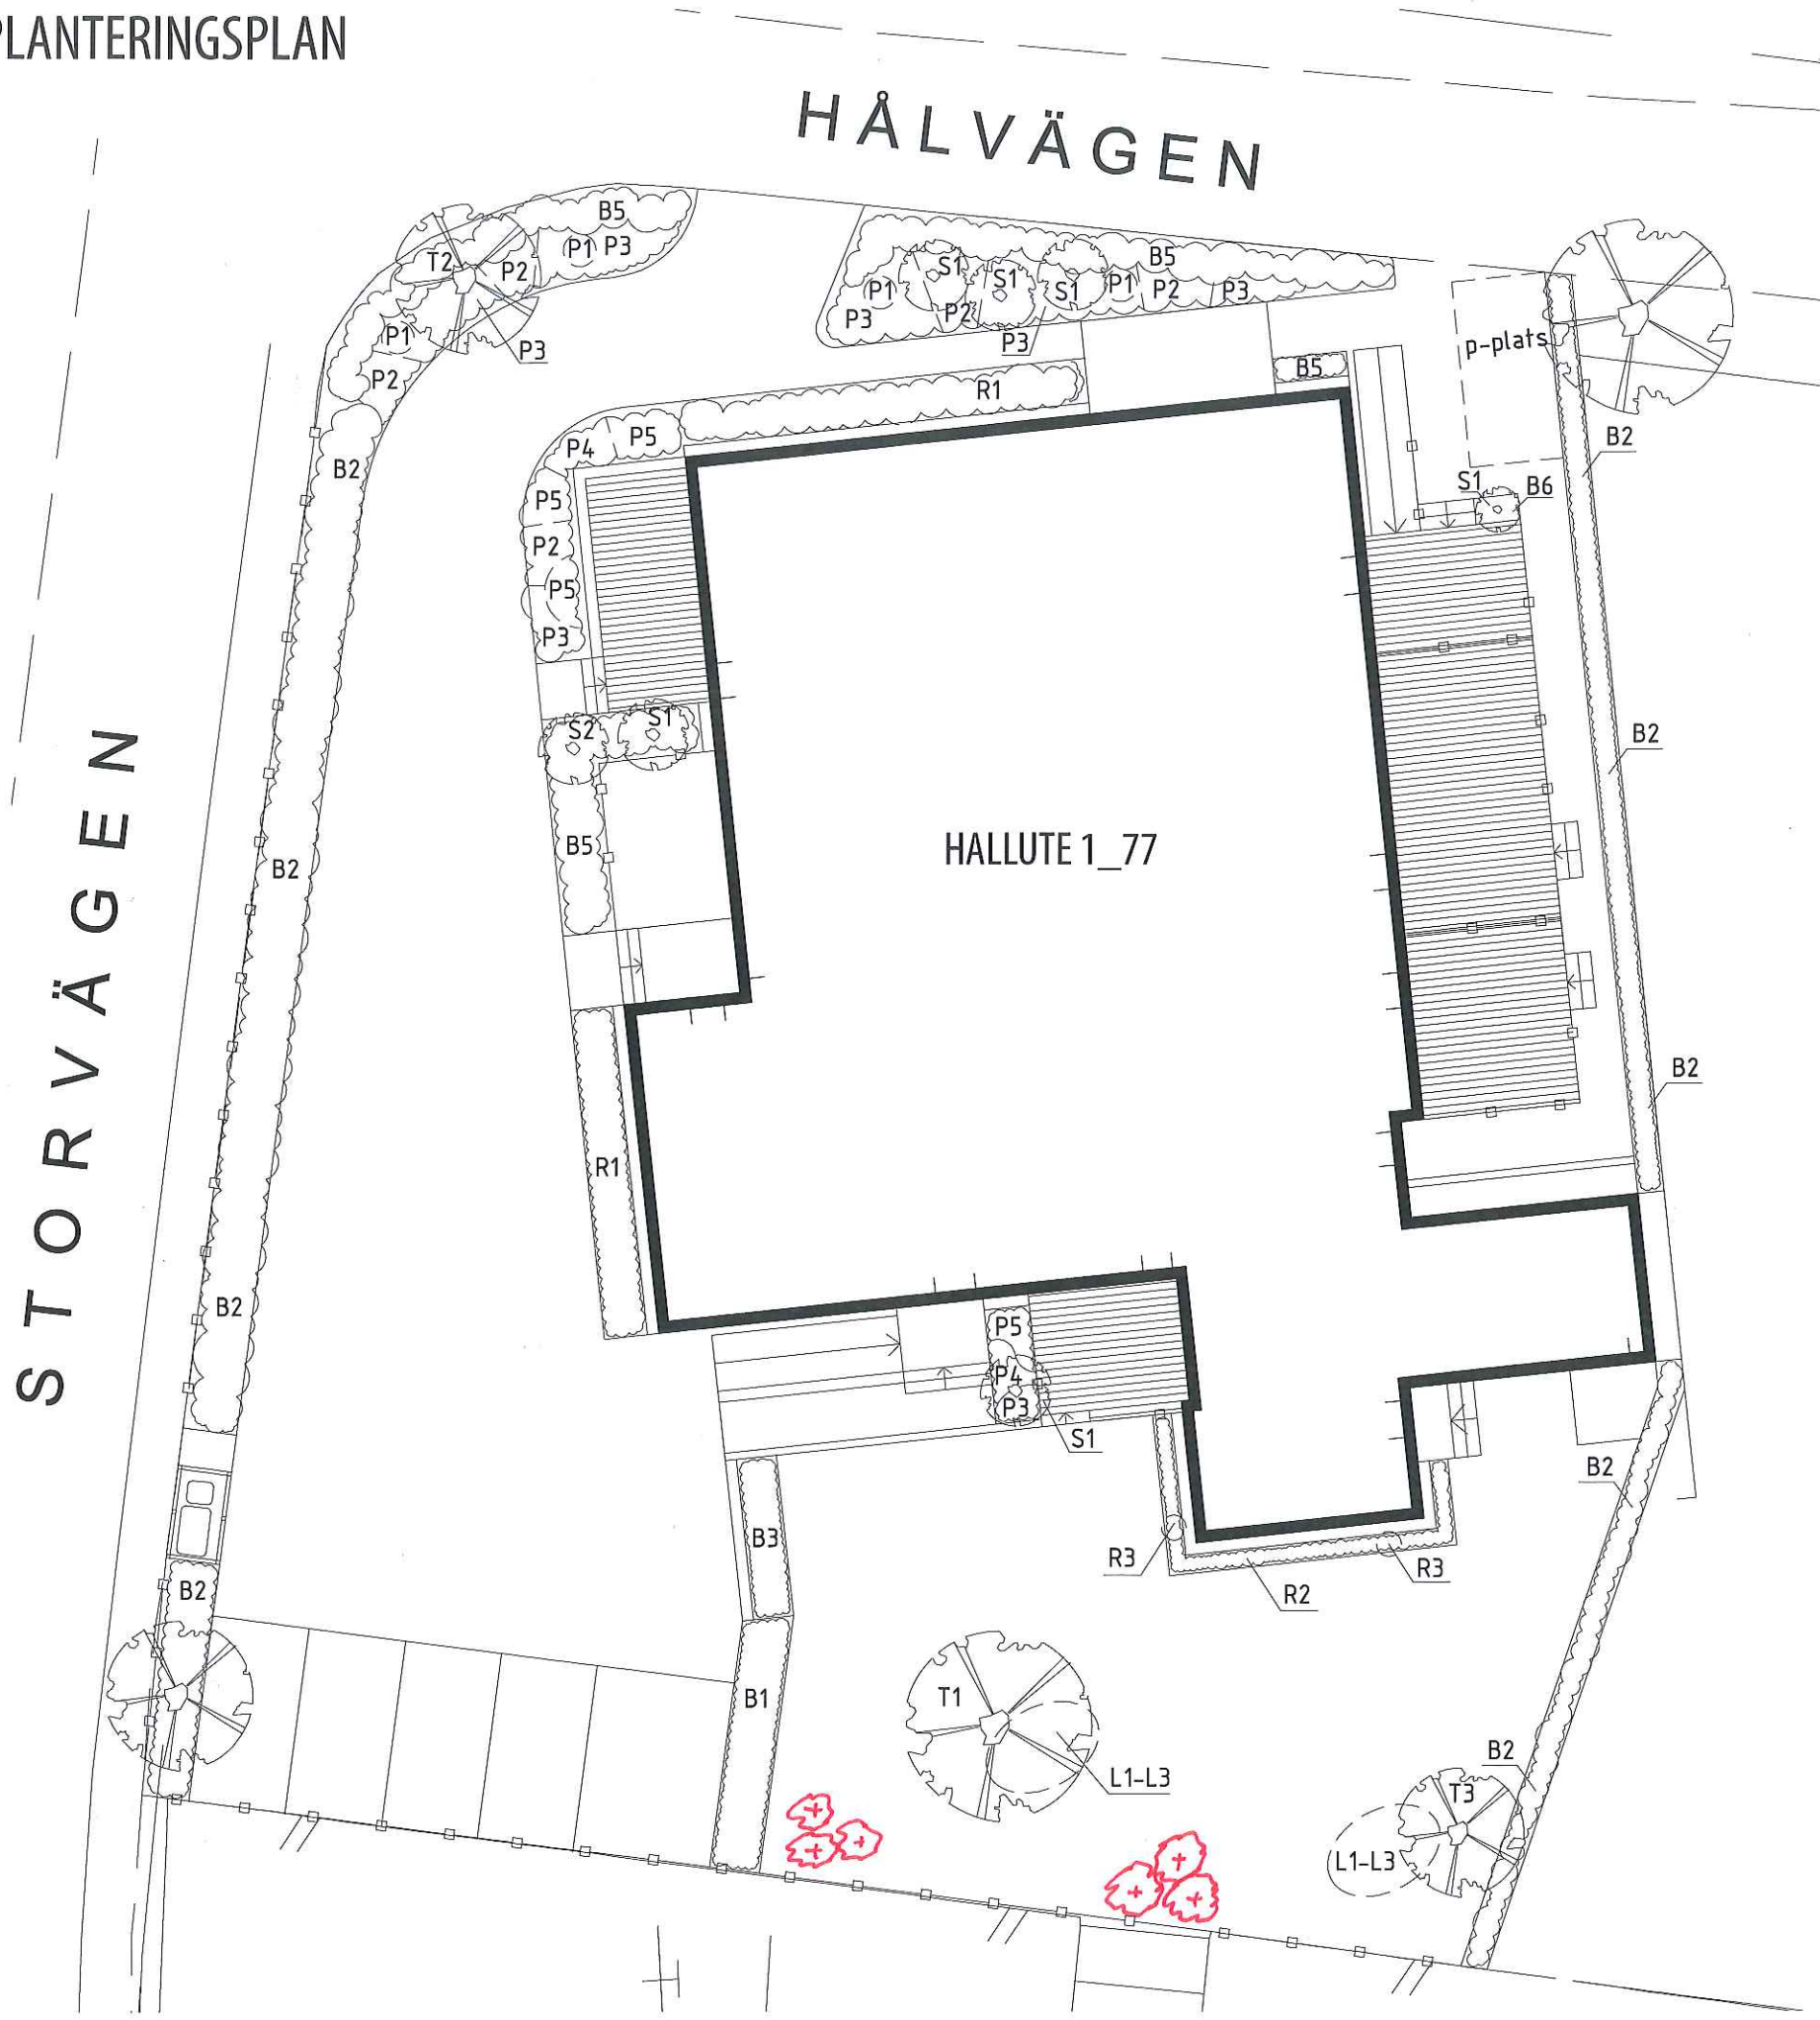 PLANTERINGSPLAN
HÅLVÄGEN
STORVÄGEN
B5
P1 P3
T2
P2
P1
P3
P2
B5
S1
S1
S1
P1
P1
P2
P3
P2
P3
P3
p-plats
B5
R1
P5
P4
B2
B2
S1
B6
P5
P2
P5
P3
S2
S1
B2
HALLUTE 1_77
B5
B2
B2
R1
B2
P5
P4
P3
S1
B2
B3
R3
R3
R2
B2
B1
T1
L1-L3
B2
T3
L1-L3